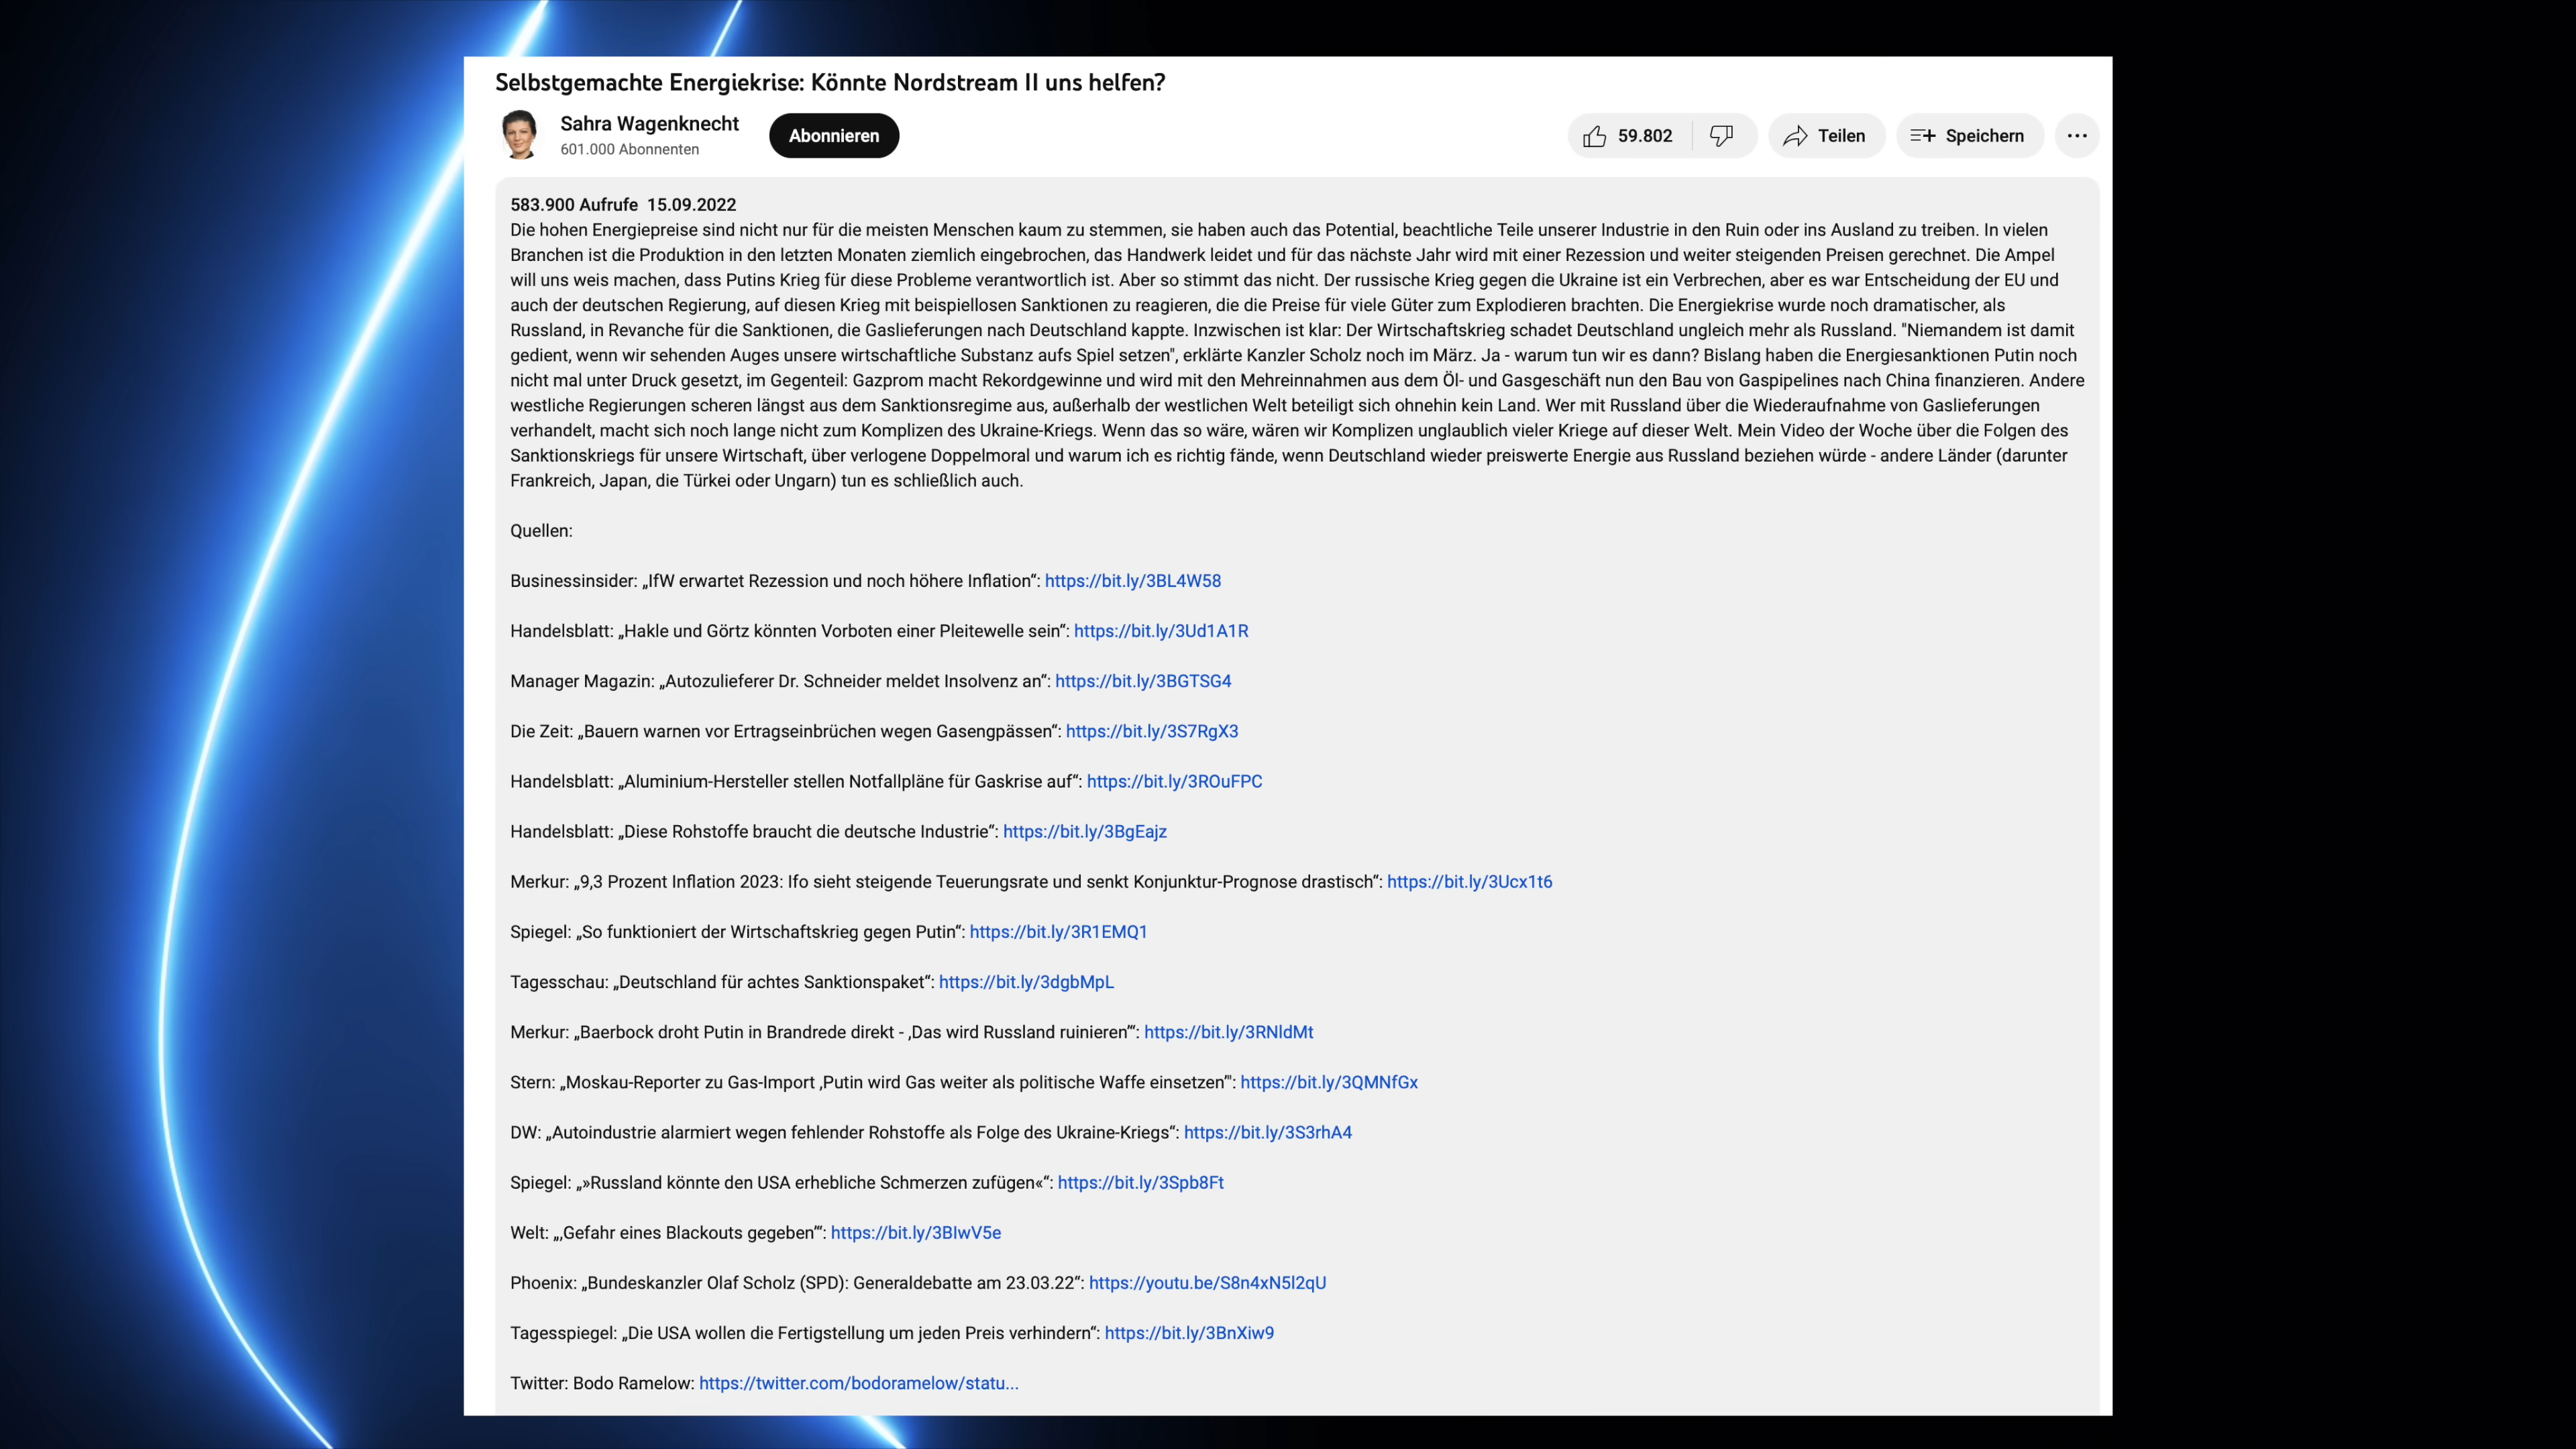 Selbstgemachte Energiekrise: Könnte Nordstream II uns helfen?
Sahra Wagenknecht
601.000 Abonnenten
Abonnieren
59.802
Teilen
Speichern
583.900 Aufrufe 15.09.2022
Die hohen Energiepreise sind nicht nur für die meisten Menschen kaum zu stemmen, sie haben auch das Potential, beachtliche Teile unserer Industrie in den Ruin oder ins Ausland zu treiben. In vielen
Branchen ist die Produktion in den letzten Monaten ziemlich eingebrochen, das Handwerk leidet und für das nächste Jahr wird mit einer Rezession und weiter steigenden Preisen gerechnet. Die Ampel
will uns weis machen, dass Putins Krieg für diese Probleme verantwortlich ist. Aber so stimmt das nicht. Der russische Krieg gegen die Ukraine ist ein Verbrechen, aber es war Entscheidung der EU und
auch der deutschen Regierung, auf diesen Krieg mit beispiellosen Sanktionen zu reagieren, die die Preise für viele Güter zum Explodieren brachten. Die Energiekrise wurde noch dramatischer, als
Russland, in Revanche für die Sanktionen, die Gaslieferungen nach Deutschland kappte. Inzwischen ist klar: Der Wirtschaftskrieg schadet Deutschland ungleich mehr als Russland. "Niemandem ist damit
gedient, wenn wir sehenden Auges unsere wirtschaftliche Substanz aufs Spiel setzen", erklärte Kanzler Scholz noch im März. Ja - warum tun wir es dann? Bislang haben die Energiesanktionen Putin noch
nicht mal unter Druck gesetzt, im Gegenteil: Gazprom macht Rekordgewinne und wird mit den Mehreinnahmen aus dem Öl- und Gasgeschäft nun den Bau von Gaspipelines nach China finanzieren. Andere
westliche Regierungen scheren längst aus dem Sanktionsregime aus, außerhalb der westlichen Welt beteiligt sich ohnehin kein Land. Wer mit Russland über die Wiederaufnahme von Gaslieferungen
verhandelt, macht sich noch lange nicht zum Komplizen des Ukraine-Kriegs. Wenn das so wäre, wären wir Komplizen unglaublich vieler Kriege auf dieser Welt. Mein Video der Woche über die Folgen des
Sanktionskriegs für unsere Wirtschaft, über verlogene Doppelmoral und warum ich es richtig fände, wenn Deutschland wieder preiswerte Energie aus Russland beziehen würde - andere Länder (darunter
Frankreich, Japan, die Türkei oder Ungarn) tun es schließlich auch.
Quellen:
Businessinsider: „IfW erwartet Rezession und noch höhere Inflation“: https://bit.ly/3BL4W58
Handelsblatt: „Hakle und Görtz könnten Vorboten einer Pleitewelle sein“: https://bit.ly/3Ud1A1R
Manager Magazin: „Autozulieferer Dr. Schneider meldet Insolvenz an“: https://bit.ly/3BGTSG4
Die Zeit: „Bauern warnen vor Ertragseinbrüchen wegen Gasengpässen“: https://bit.ly/3S7RgX3
Handelsblatt: „Aluminium-Hersteller stellen Notfallpläne für Gaskrise auf“: https://bit.ly/3ROuFPC
Handelsblatt: „Diese Rohstoffe braucht die deutsche Industrie“: https://bit.ly/3BgEajz
Merkur: „9,3 Prozent Inflation 2023: Ifo sieht steigende Teuerungsrate und senkt Konjunktur-Prognose drastisch“: https://bit.ly/3Ucx1t6
Spiegel: „So funktioniert der Wirtschaftskrieg gegen Putin“: https://bit.ly/3R1EMQ1
Tagesschau: „Deutschland für achtes Sanktionspaket“: https://bit.ly/3dgbMpL
Merkur: „Baerbock droht Putin in Brandrede direkt - ‚Das wird Russland ruinieren‘“: https://bit.ly/3RNldMt
Stern: „Moskau-Reporter zu Gas-Import ‚Putin wird Gas weiter als politische Waffe einsetzen‘": https://bit.ly/3QMNfGx
DW: „Autoindustrie alarmiert wegen fehlender Rohstoffe als Folge des Ukraine-Kriegs“: https://bit.ly/3S3rhA4
Spiegel: „»Russland könnte den USA erhebliche Schmerzen zufügen«“: https://bit.ly/3Spb8Ft
Welt: „‚Gefahr eines Blackouts gegeben‘“: https://bit.ly/3BIwV5e
Phoenix: „Bundeskanzler Olaf Scholz (SPD): Generaldebatte am 23.03.22“: https://youtu.be/S8n4xN5l2qU
Tagesspiegel: „Die USA wollen die Fertigstellung um jeden Preis verhindern“: https://bit.ly/3BnXiw9
Twitter: Bodo Ramelow: https://twitter.com/bodoramelow/statu...